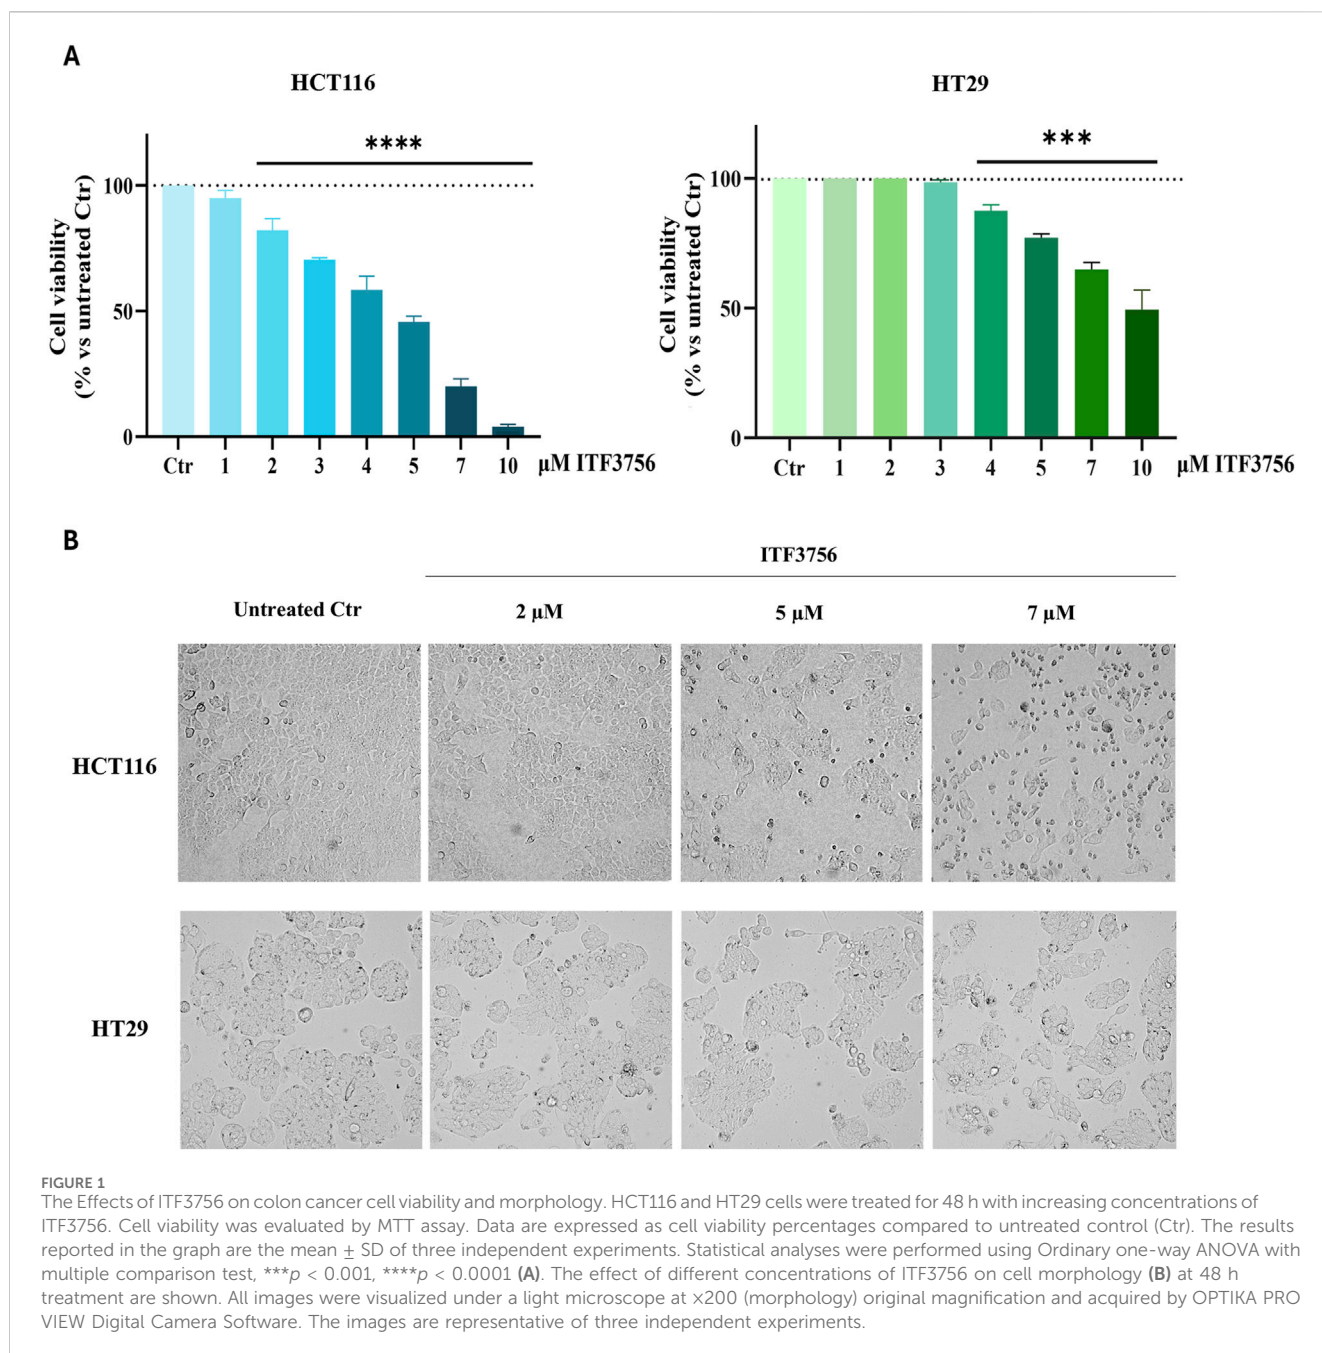 A
HCT116
****
Cell viability
(% vs untreated Ctr)
100
50
0
Ctr 1 2 3 4 5 7 10 µM ITF3756
HT29
***
Cell viability
(% vs untreated Ctr)
100
50
0
Ctr 1 2 3 4 5 7 10 µM ITF3756
B
ITF3756
Untreated Ctr 2 µM 5 µM 7 µM
HCT116
HT29
FIGURE 1
The Effects of ITF3756 on colon cancer cell viability and morphology. HCT116 and HT29 cells were treated for 48 h with increasing concentrations of
ITF3756. Cell viability was evaluated by MTT assay. Data are expressed as cell viability percentages compared to untreated control (Ctr). The results
reported in the graph are the mean ± SD of three independent experiments. Statistical analyses were performed using Ordinary one-way ANOVA with
multiple comparison test, ***p < 0.001, ****p < 0.0001 (A). The effect of different concentrations of ITF3756 on cell morphology (B) at 48 h
treatment are shown. All images were visualized under a light microscope at ×200 (morphology) original magnification and acquired by OPTIKA PRO
VIEW Digital Camera Software. The images are representative of three independent experiments.